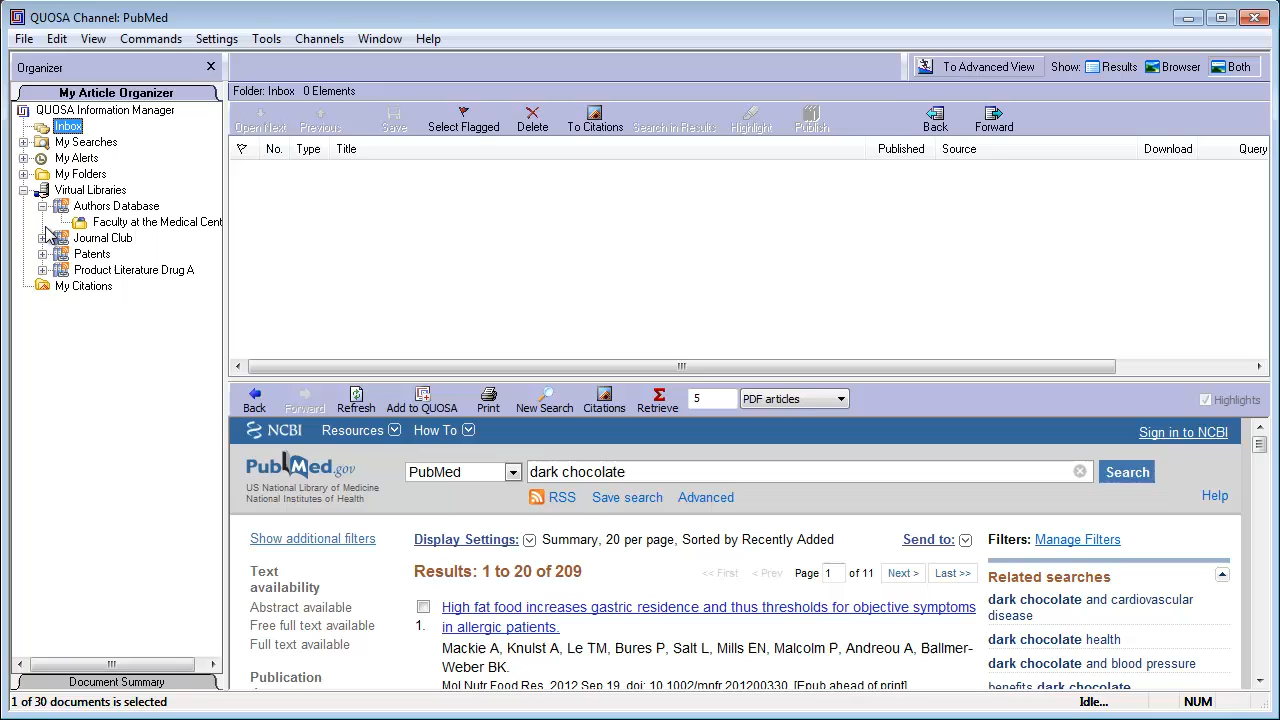 QUOSA Channel: PubMed
File Edit View Commands Settings Tools Channels Window Help
Organizer
To Advanced View Show: Results Browser Both
My Article Organizer
Folder: Inbox 0 Elements
QUOSA Information Manager
Inbox
My Searches
My Alerts
My Folders
Virtual Libraries
Authors Database
Faculty at the Medical Cent
Journal Club
Patents
Product Literature Drug A
My Citations
Open Next Previous Save Select Flagged Delete To Citations Search in Results Highlight Publish Back Forward
No. Type Title Published Source Download Query
Back Forward Refresh Add to QUOSA Print New Search Citations Retrieve 5 PDF articles Highlights
NCBI Resources How To Sign in to NCBI
PubMed.gov
US National Library of Medicine
National Institutes of Health
PubMed dark chocolate Search
RSS Save search Advanced Help
Show additional filters
Text
availability
Abstract available
Free full text available
Full text available
Publication
Display Settings: Summary, 20 per page, Sorted by Recently Added Send to:
Results: 1 to 20 of 209 << First < Prev Page 1 of 11 Next > Last >>
1. High fat food increases gastric residence and thus thresholds for objective symptoms
in allergic patients.
Mackie A, Knulst A, Le TM, Bures P, Salt L, Mills EN, Malcolm P, Andreou A, Ballmer-
Weber BK.
Mol Nutr Food Res. 2012 Sep 19. doi: 10.1002/mnfr.201200330. [Epub ahead of print]
Filters: Manage Filters
Related searches
dark chocolate and cardiovascular
disease
dark chocolate health
dark chocolate and blood pressure
benefits dark chocolate
Document Summary
1 of 30 documents is selected Idle... NUM